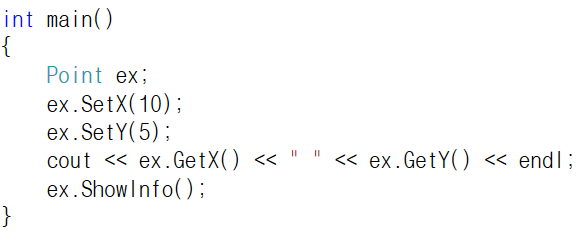 int main()
{
    Point ex;
    ex.SetX(10);
    ex.SetY(5);
    cout << ex.GetX() << " " << ex.GetY() << endl;
    ex.ShowInfo();
}